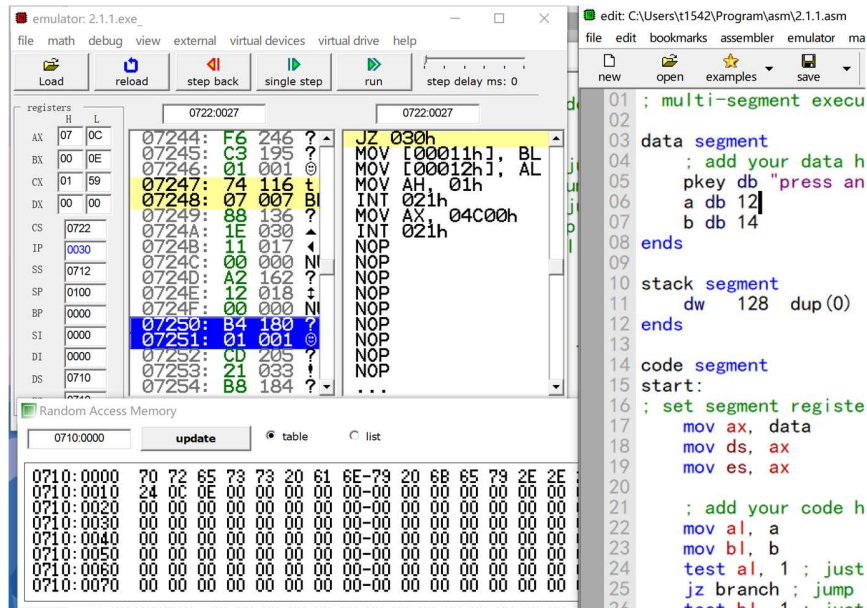 emulator: 2.1.1.exe_
file math debug view external virtual devices virtual drive help
Load reload step back single step run step delay ms: 0
registers
H L
AX 07 0C
BX 00 0E
CX 01 59
DX 00 00
CS 0722
IP 0030
SS 0712
SP 0100
BP 0000
SI 0000
DI 0000
DS 0710
0722:0027
07244: F6 246 ?
07245: C3 195 ?
07246: 01 001 ☺
07247: 74 116 t
07248: 07 007
07249: 88 136 ?
0724A: 1E 030 ▲
0724B: 11 017 ◄
0724C: 00 000
0724D: A2 162 ?
0724E: 12 018 ↕
0724F: 00 000
07250: B4 180 ?
07251: 01 001 ☺
07252: CD 205 ?
07253: 21 033 !
07254: B8 184 ?
0722:0027
JZ 030h
MOV [00011h], BL
MOV [00012h], AL
MOV AH, 01h
INT 021h
MOV AX, 04C00h
INT 021h
NOP
NOP
NOP
NOP
NOP
NOP
NOP
NOP
NOP
...
Random Access Memory
0710:0000 update table list
0710:0000 70 72 65 73 73 20 61 6E-79 20 6B 65 79 2E 2E
0710:0010 24 0C 0E 00 00 00 00 00-00 00 00 00 00 00 00
0710:0020 00 00 00 00 00 00 00 00-00 00 00 00 00 00 00
0710:0030 00 00 00 00 00 00 00 00-00 00 00 00 00 00 00
0710:0040 00 00 00 00 00 00 00 00-00 00 00 00 00 00 00
0710:0050 00 00 00 00 00 00 00 00-00 00 00 00 00 00 00
0710:0060 00 00 00 00 00 00 00 00-00 00 00 00 00 00 00
0710:0070 00 00 00 00 00 00 00 00-00 00 00 00 00 00 00
edit: C:\Users\t1542\Program\asm\2.1.1.asm
file edit bookmarks assembler emulator ma
new open examples save
01 ; multi-segment execu
02
03 data segment
04 ; add your data h
05 pkey db "press an
06 a db 12
07 b db 14
08 ends
09
10 stack segment
11 dw 128 dup(0)
12 ends
13
14 code segment
15 start:
16 ; set segment registe
17 mov ax, data
18 mov ds, ax
19 mov es, ax
20
21 ; add your code h
22 mov al, a
23 mov bl, b
24 test al, 1 ; just
25 jz branch ; jump